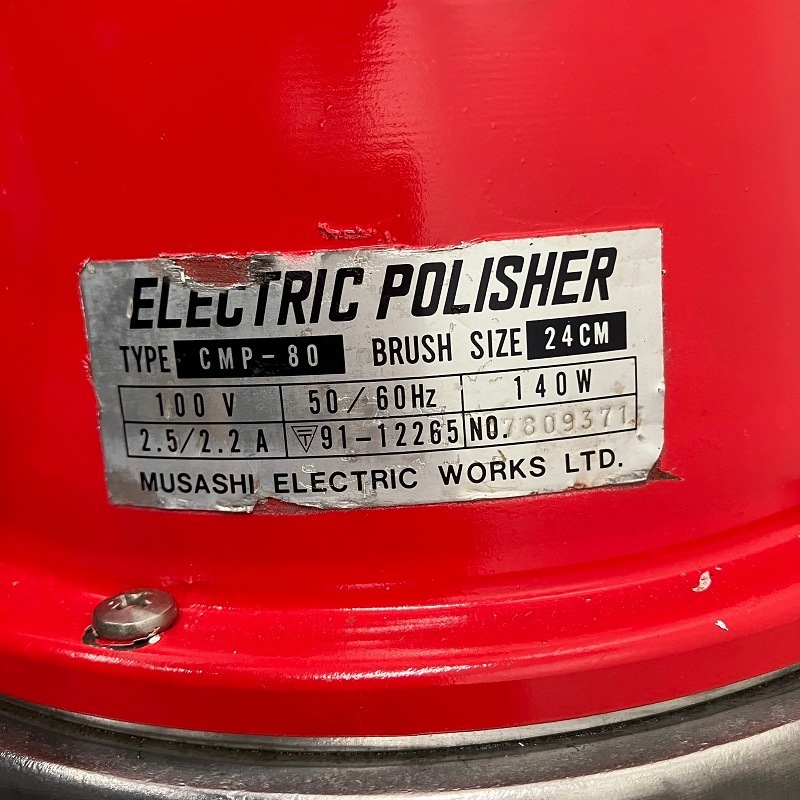 ELECTRIC POLISHER
TYPE CMP-80 BRUSH SIZE 24CM
100 V 50/60Hz 140W
2.5/2.2 A 91-12265 NO.
MUSASHI ELECTRIC WORKS LTD.